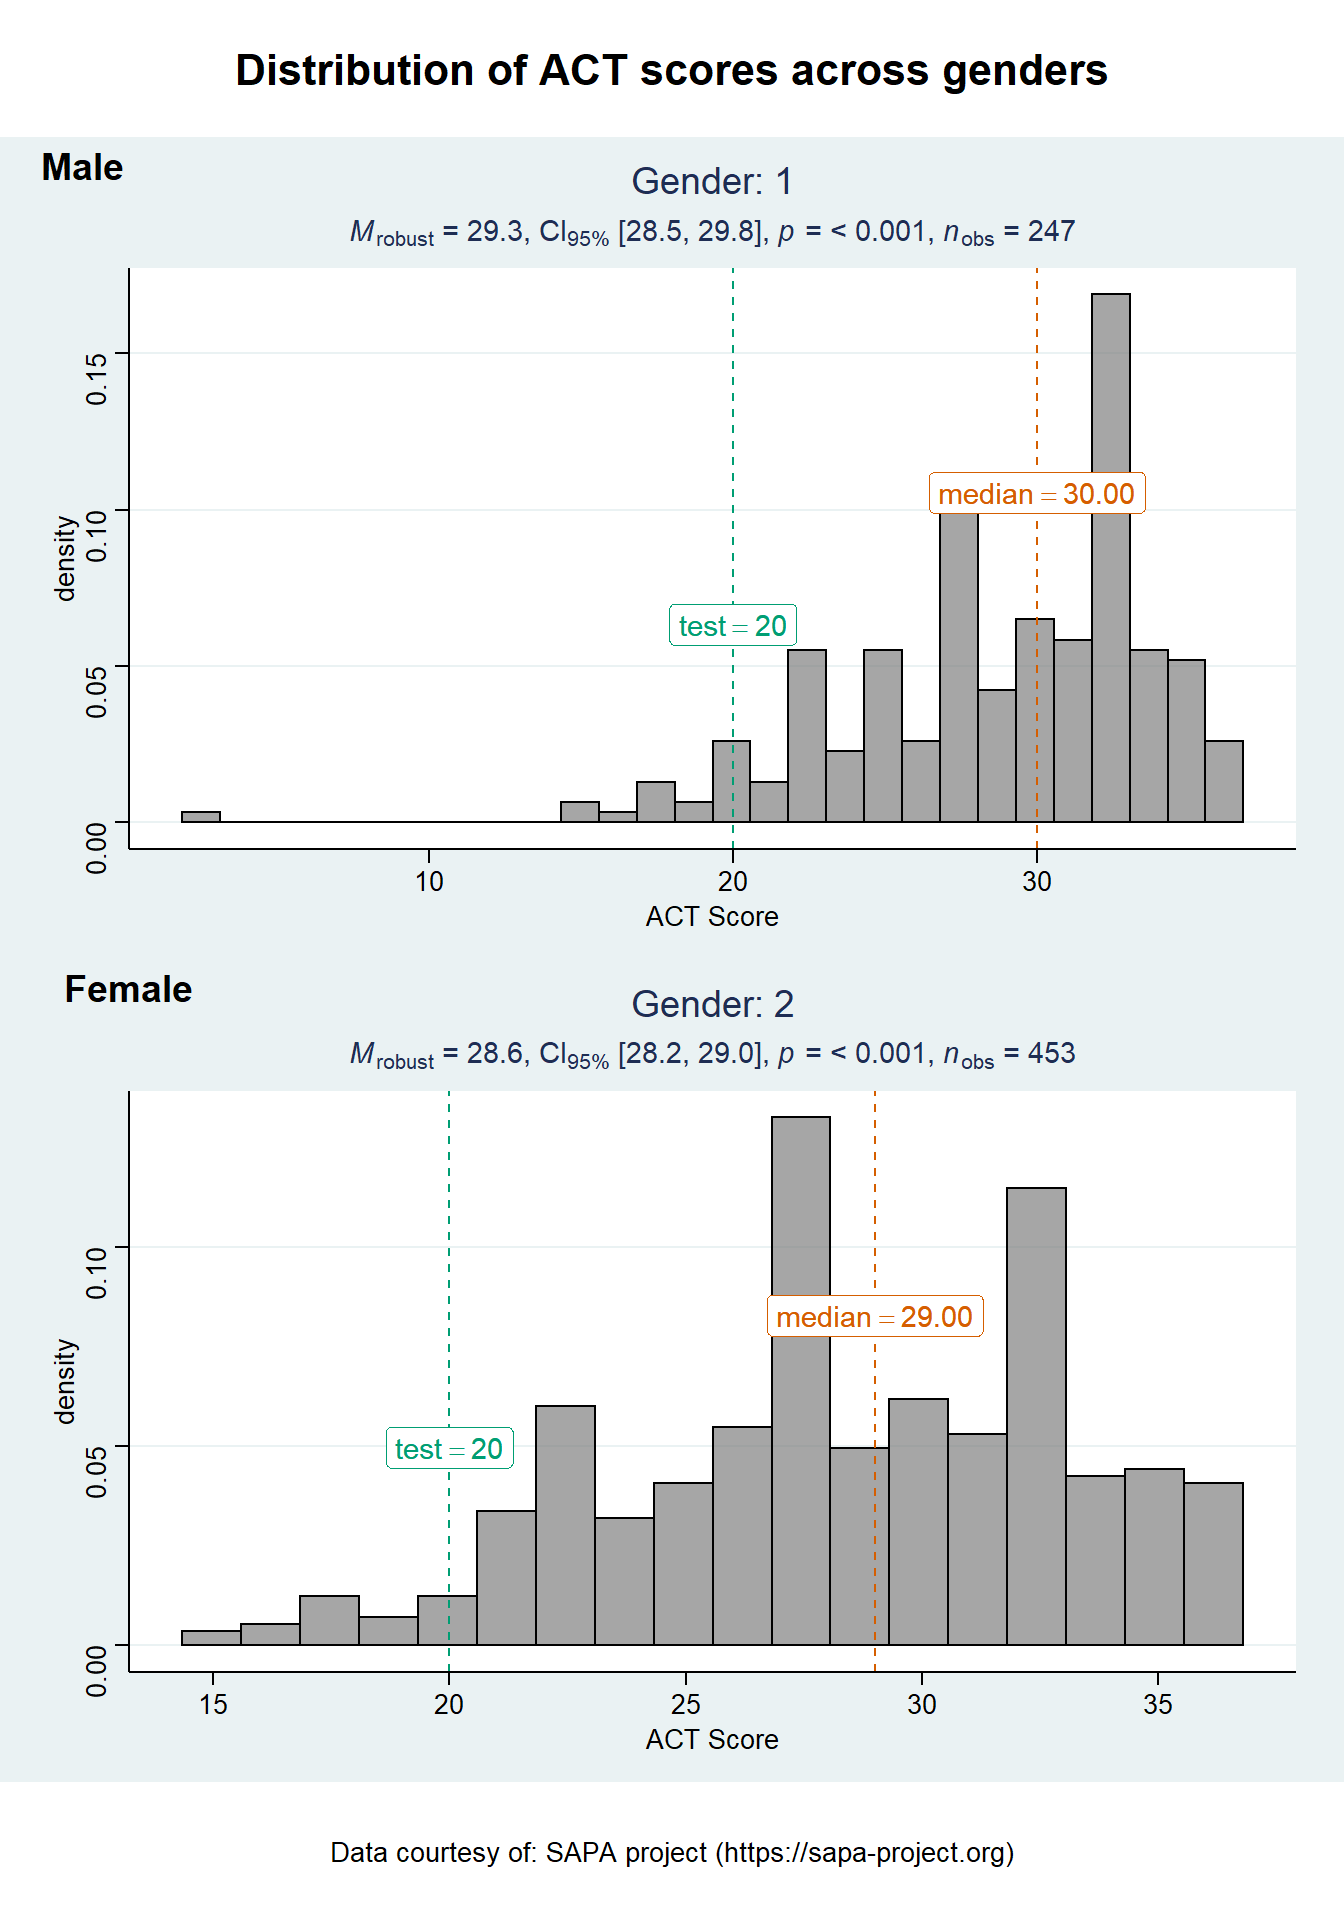 Distribution of ACT scores across genders
Male
Gender: 1
Mrobust = 29.3, CI95% [28.5, 29.8], p = < 0.001, nobs = 247
0.15
0.10
0.05
0.00
density
median = 30.00
test = 20
10 20 30
ACT Score
Female
Gender: 2
Mrobust = 28.6, CI95% [28.2, 29.0], p = < 0.001, nobs = 453
0.10
0.05
0.00
density
median = 29.00
test = 20
15 20 25 30 35
ACT Score
Data courtesy of: SAPA project (https://sapa-project.org)